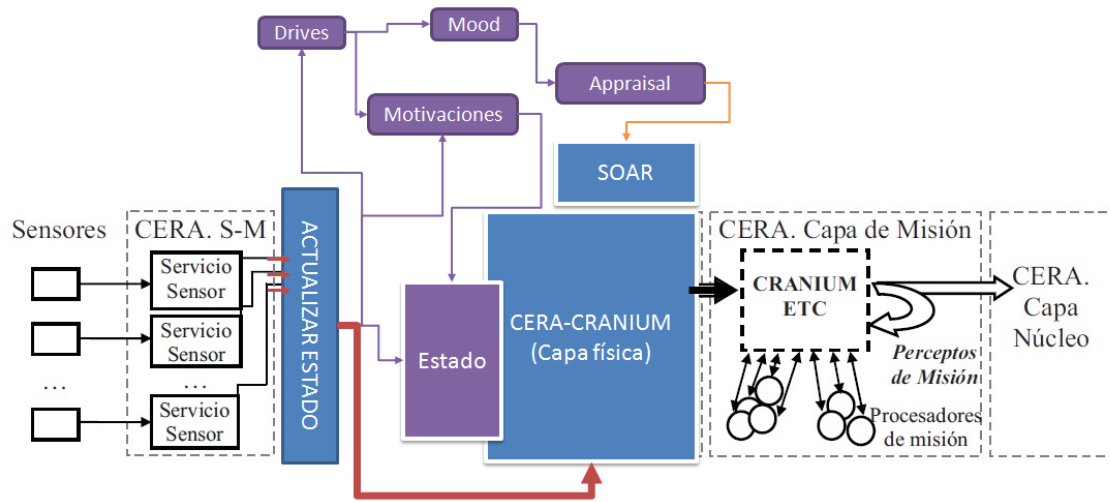 Drives
Mood
Appraisal
Motivaciones
SOAR
Sensores
CERA. S-M
Servicio
Sensor
Servicio
Sensor
...
...
Servicio
Sensor
ACTUALIZAR ESTADO
Estado
CERA-CRANIUM
(Capa física)
CERA. Capa de Misión
CRANIUM
ETC
Perceptos
de Misión
Procesadores
de misión
CERA.
Capa
Núcleo